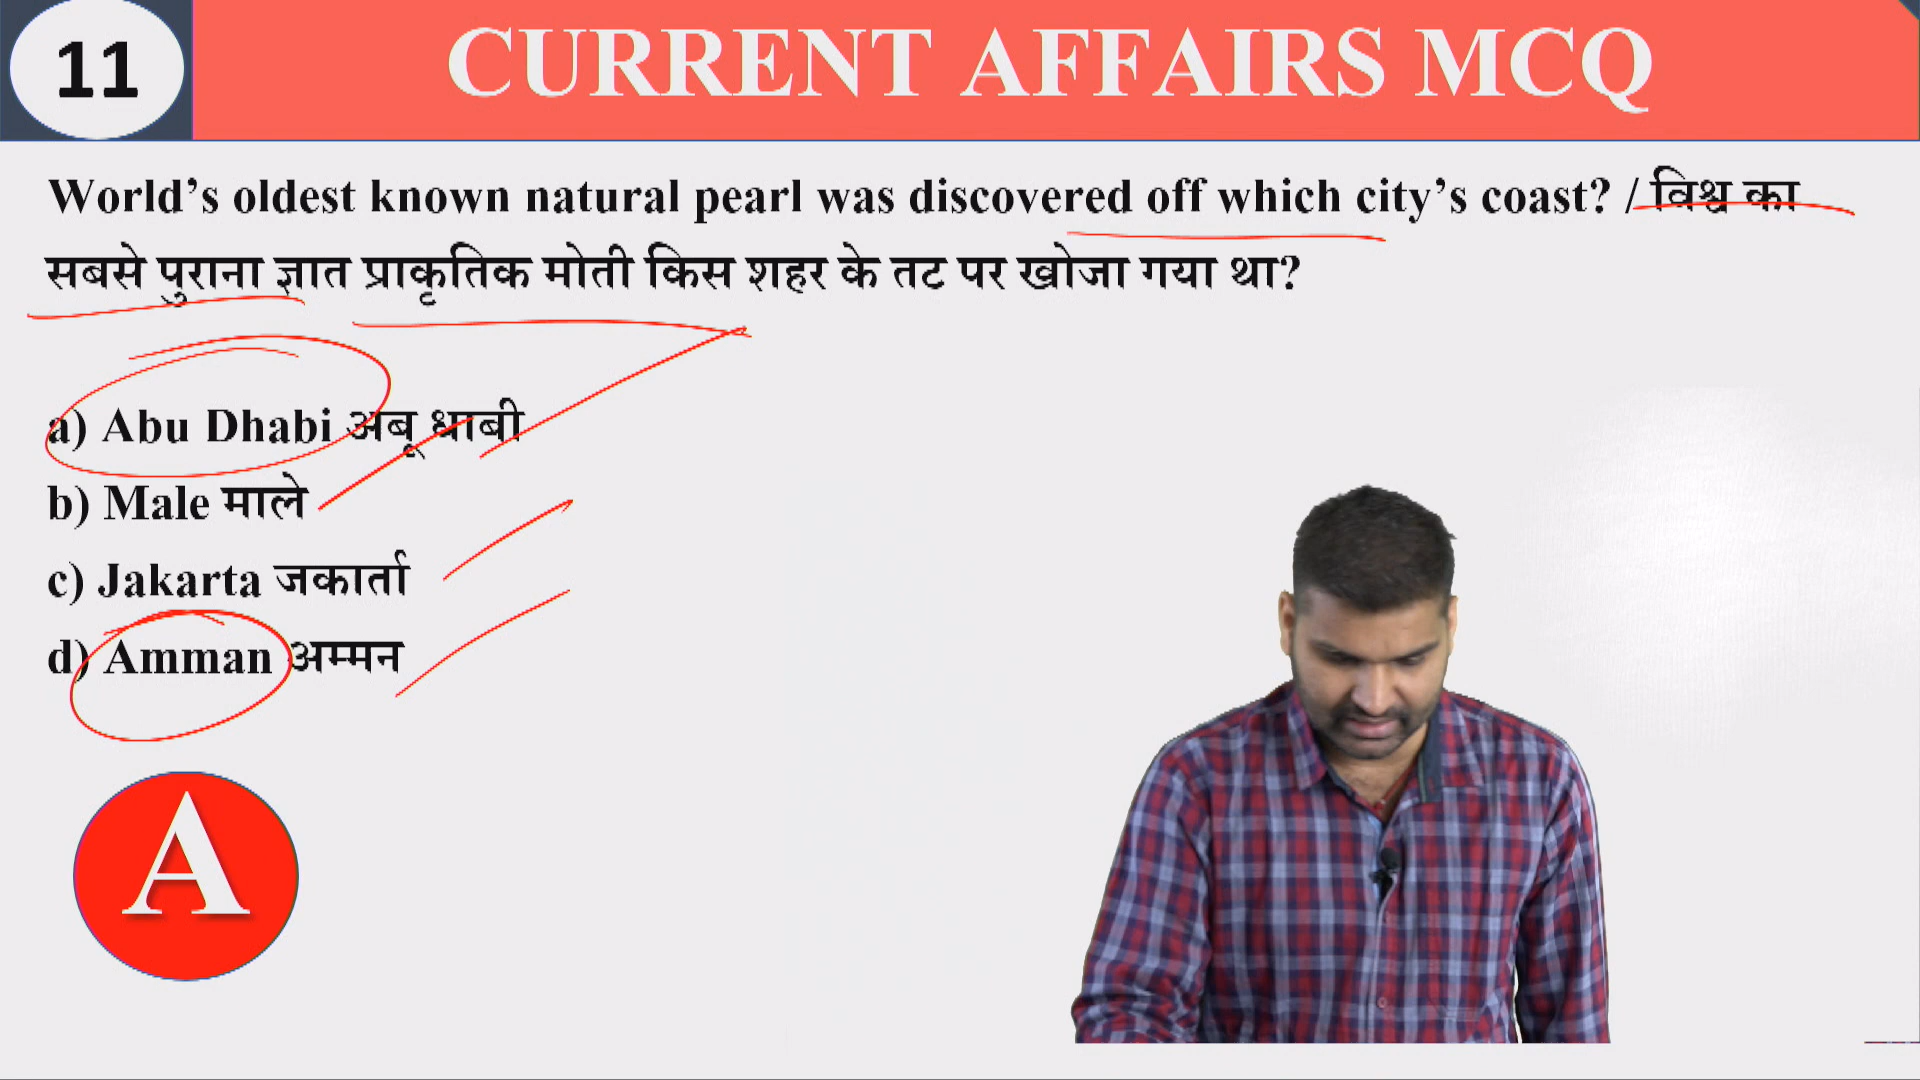 11
CURRENT AFFAIRS MCQ
World’s oldest known natural pearl was discovered off which city’s coast? / विश्व का
सबसे पुराना ज्ञात प्राकृतिक मोती किस शहर के तट पर खोजा गया था?
a) Abu Dhabi अबू धाबी
b) Male माले
c) Jakarta जकार्ता
d) Amman अम्मन
A